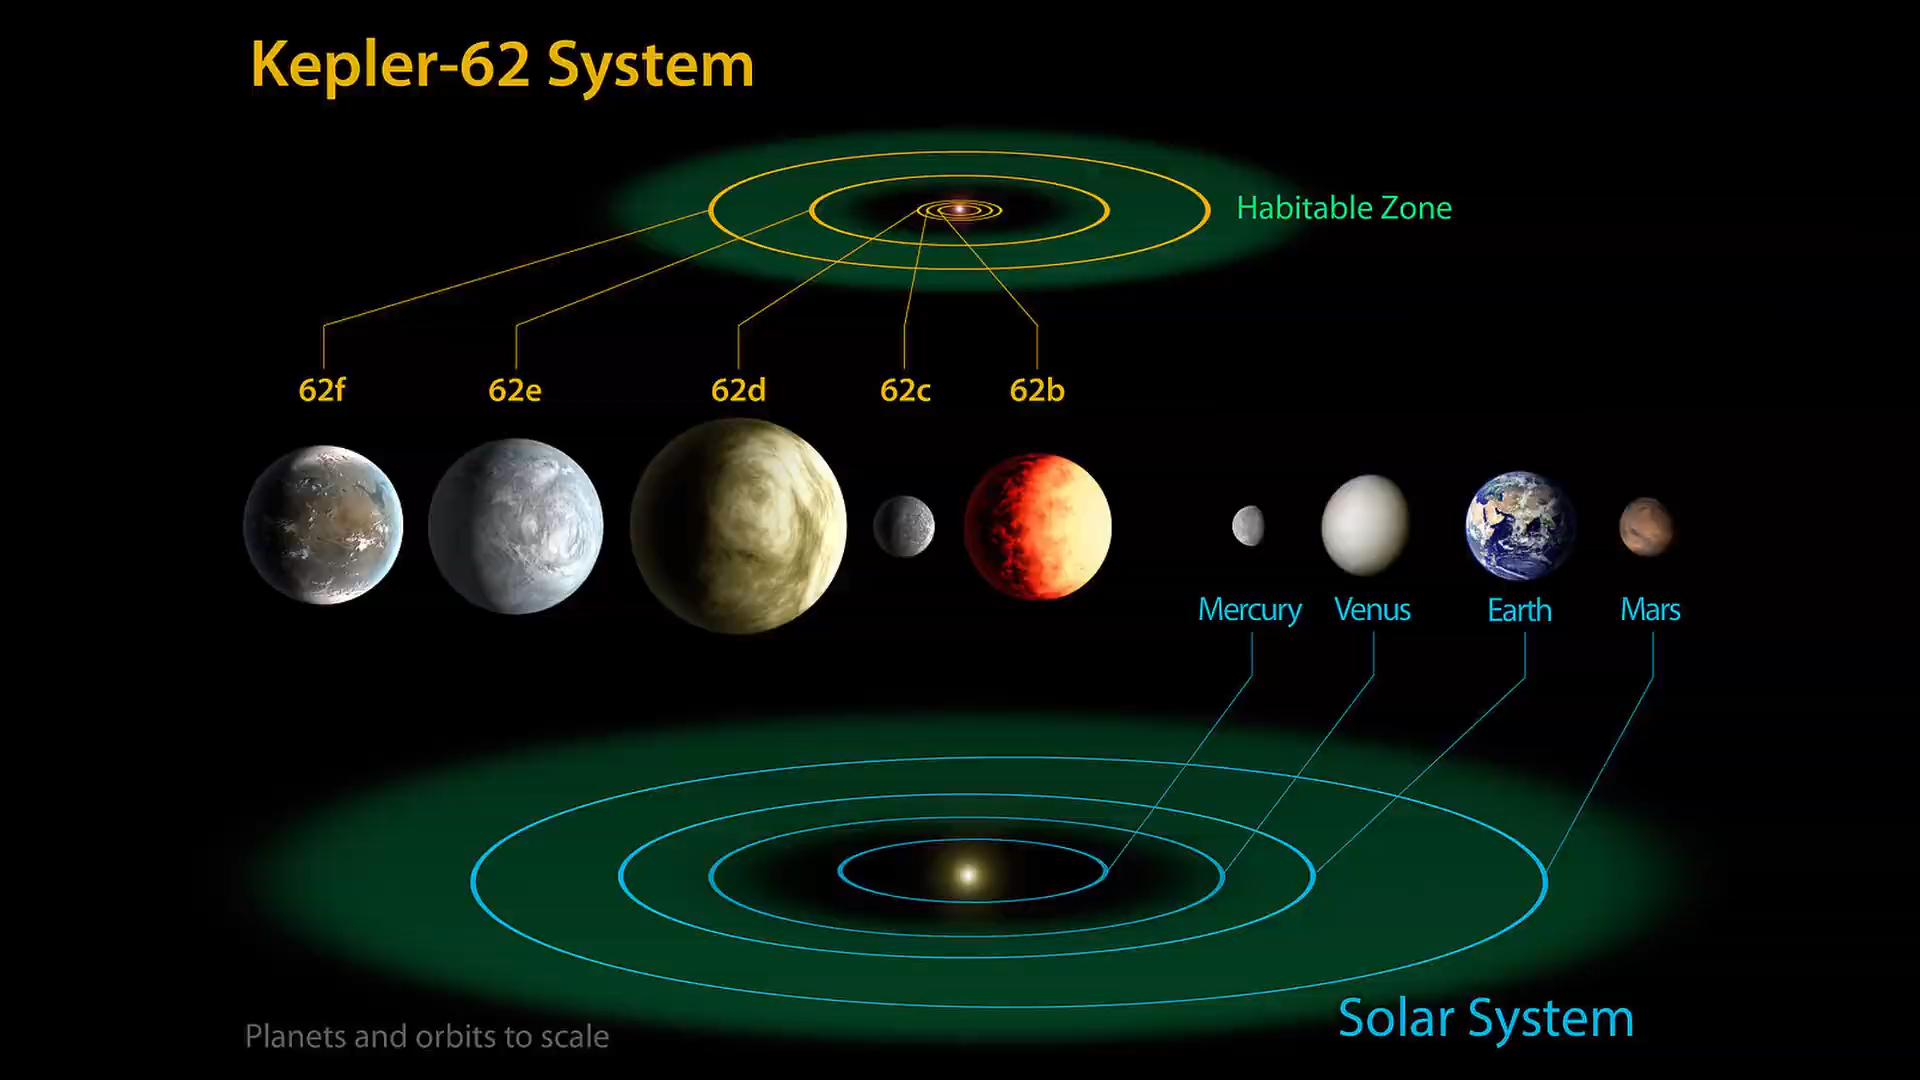 Kepler-62 System
Habitable Zone
62f 62e 62d 62c 62b
Mercury Venus Earth Mars
Solar System
Planets and orbits to scale